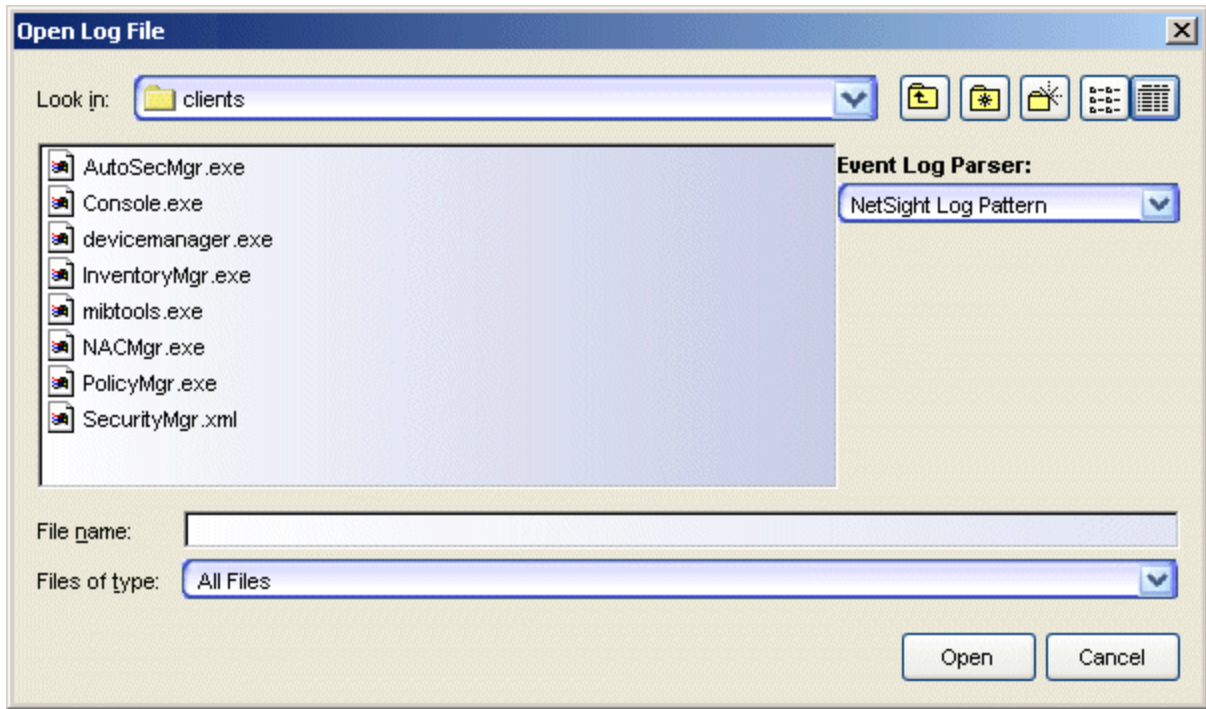 Open Log File
Look in: clients
AutoSecMgr.exe
Console.exe
devicemanager.exe
InventoryMgr.exe
mibtools.exe
NACMgr.exe
PolicyMgr.exe
SecurityMgr.xml
Event Log Parser:
NetSight Log Pattern
File name:
Files of type: All Files
Open Cancel